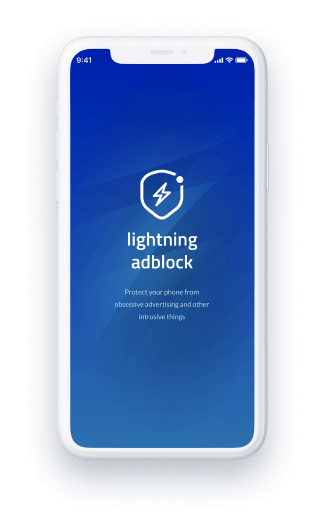 9:41
lightning
adblock
Protect your phone from
obsessive advertising and other
intrusive things